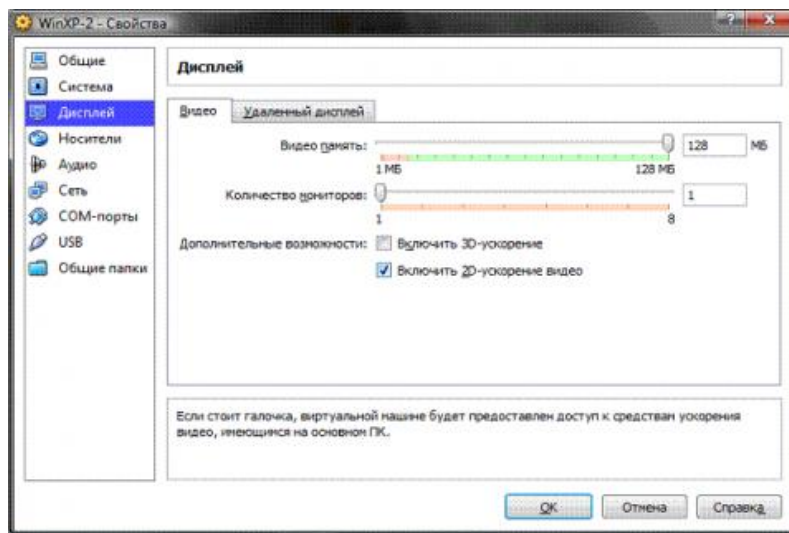 WinXP-2 - Свойства
Общие
Система
Дисплей
Носители
Аудио
Сеть
COM-порты
USB
Общие папки
Дисплей
Видео
Удаленный дисплей
Видео память: 128 МБ
1 МБ 128 МБ
Количество мониторов: 1
1 8
Дополнительные возможности: Включить 3D-ускорение
Включить 2D-ускорение видео
Если стоит галочка, виртуальной машине будет предоставлен доступ к средствам ускорения
видео, имеющимся на основном ПК.
OK Отмена Справка